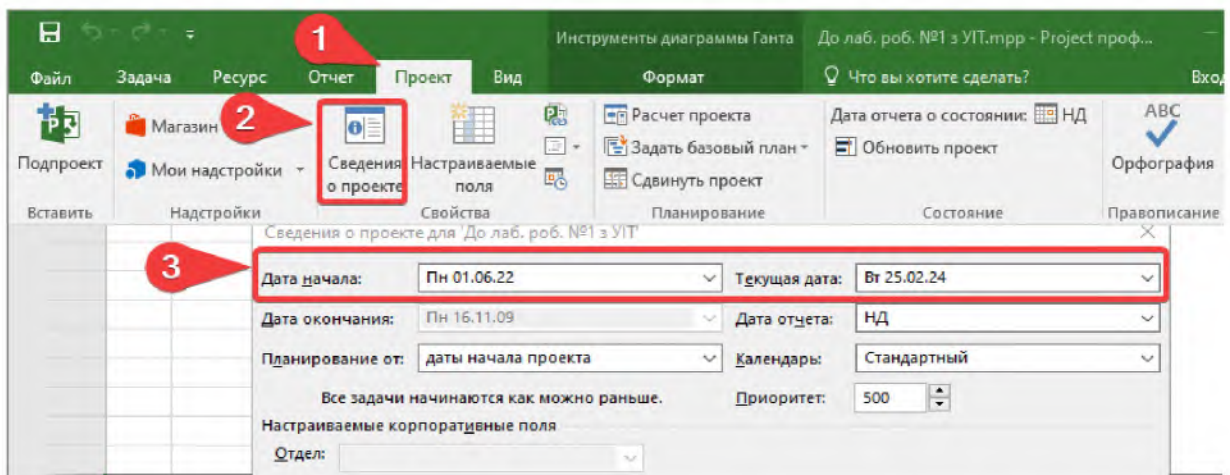 1
Инструменты диаграммы Ганта
До лаб. роб. №1 з УІТ.mpp - Project проф...
Файл Задача Ресурс Отчет Проект Вид Формат Что вы хотите сделать? Вход
2
Подпроект
Магазин
Мои надстройки
Сведения о проекте
Настраиваемые поля
Расчет проекта
Задать базовый план
Сдвинуть проект
Дата отчета о состоянии: НД
Обновить проект
ABC
Орфография
Вставить Надстройки Свойства Планирование Состояние Правописание
Сведения о проекте для 'До лаб. роб. №1 з УІТ'
3
Дата начала: Пн 01.06.22 Текущая дата: Вт 25.02.24
Дата окончания: Пн 16.11.09 Дата отчета: НД
Планирование от: даты начала проекта Календарь: Стандартный
Все задачи начинаются как можно раньше. Приоритет: 500
Настраиваемые корпоративные поля
Отдел: